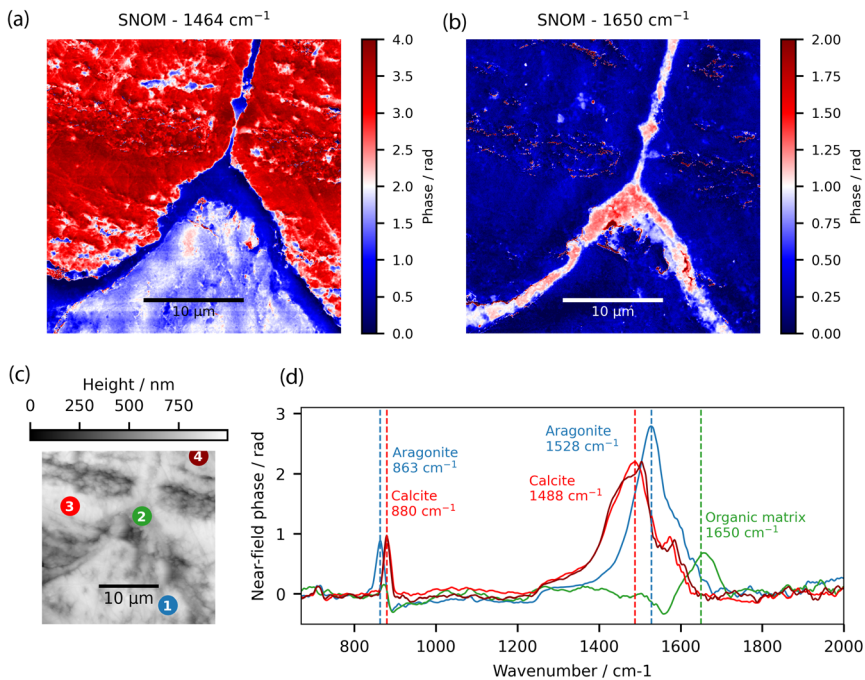 (a)
SNOM - 1464 cm⁻¹
4.0
3.5
3.0
2.5
2.0
1.5
1.0
0.5
0.0
Phase / rad
10 μm
(b)
SNOM - 1650 cm⁻¹
2.00
1.75
1.50
1.25
1.00
0.75
0.50
0.25
0.00
Phase / rad
10 μm
(c)
Height / nm
0 250 500 750
4
3
2
10 μm
1
(d)
Near-field phase / rad
3
2
1
0
Aragonite
863 cm⁻¹
Calcite
880 cm⁻¹
Aragonite
1528 cm⁻¹
Calcite
1488 cm⁻¹
Organic matrix
1650 cm⁻¹
800 1000 1200 1400 1600 1800 2000
Wavenumber / cm-1